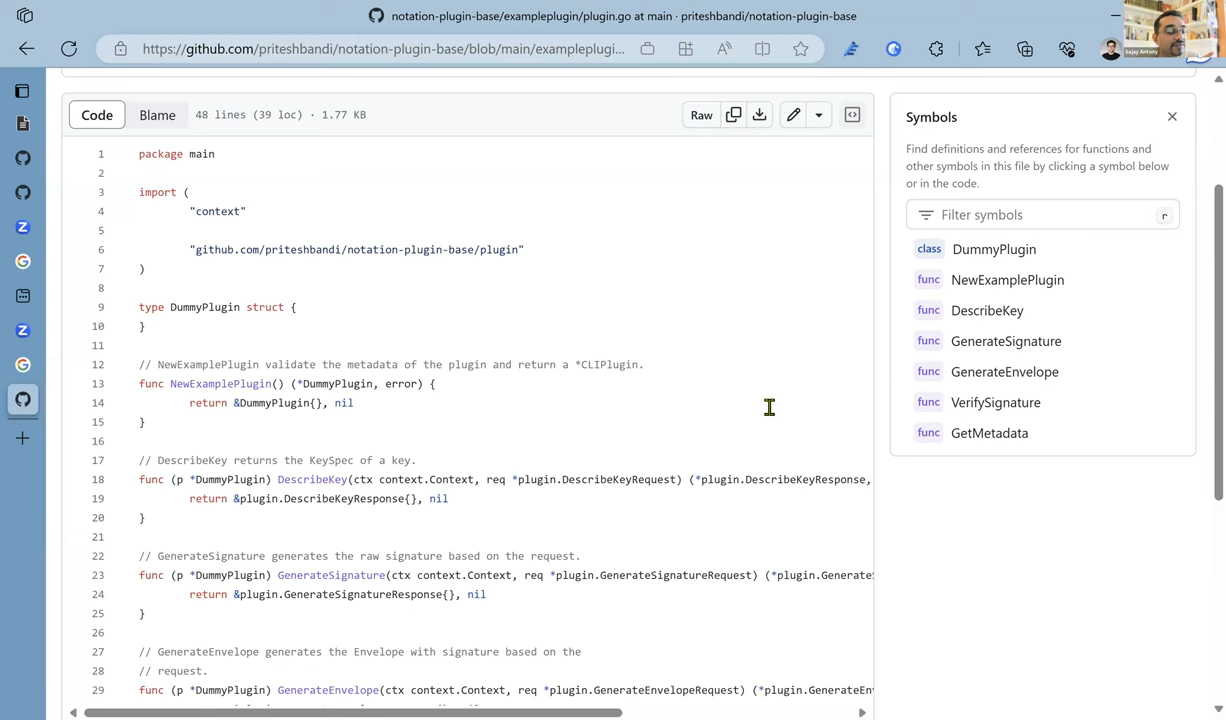 notation-plugin-base/exampleplugin/plugin.go at main · priteshbandi/notation-plugin-base
https://github.com/priteshbandi/notation-plugin-base/blob/main/exampleplug...
Sajay Antony
Code Blame 48 lines (39 loc) · 1.77 KB
Raw
1 package main
2
3 import (
4 "context"
5
6 "github.com/priteshbandi/notation-plugin-base/plugin"
7 )
8
9 type DummyPlugin struct {
10 }
11
12 // NewExamplePlugin validate the metadata of the plugin and return a *CLIPlugin.
13 func NewExamplePlugin() (*DummyPlugin, error) {
14 return &DummyPlugin{}, nil
15 }
16
17 // DescribeKey returns the KeySpec of a key.
18 func (p *DummyPlugin) DescribeKey(ctx context.Context, req *plugin.DescribeKeyRequest) (*plugin.DescribeKeyResponse,
19 return &plugin.DescribeKeyResponse{}, nil
20 }
21
22 // GenerateSignature generates the raw signature based on the request.
23 func (p *DummyPlugin) GenerateSignature(ctx context.Context, req *plugin.GenerateSignatureRequest) (*plugin.GenerateS
24 return &plugin.GenerateSignatureResponse{}, nil
25 }
26
27 // GenerateEnvelope generates the Envelope with signature based on the
28 // request.
29 func (p *DummyPlugin) GenerateEnvelope(ctx context.Context, req *plugin.GenerateEnvelopeRequest) (*plugin.GenerateEnv
Symbols
Find definitions and references for functions and
other symbols in this file by clicking a symbol below
or in the code.
Filter symbols r
class DummyPlugin
func NewExamplePlugin
func DescribeKey
func GenerateSignature
func GenerateEnvelope
func VerifySignature
func GetMetadata